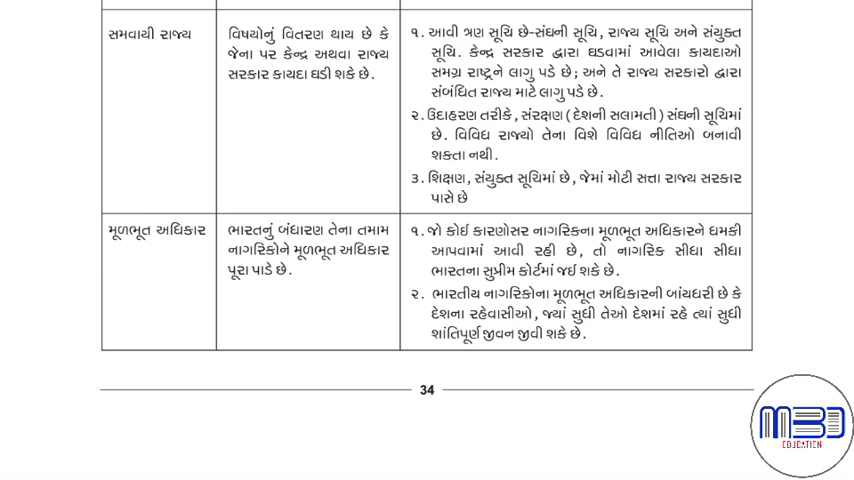 સમવાયી રાજ્ય
વિષયોનું વિતરણ થાય છે કે
જેના પર કેન્દ્ર અથવા રાજ્ય
સરકાર કાયદા ઘડી શકે છે.
૧. આવી ત્રણ સૂચિ છે-સંઘની સૂચિ, રાજ્ય સૂચિ અને સંયુક્ત
સૂચિ. કેન્દ્ર સરકાર દ્વારા ઘડવામાં આવેલા કાયદાઓ
સમગ્ર રાષ્ટ્રને લાગુ પડે છે; અને તે રાજ્ય સરકારો દ્વારા
સંબંધિત રાજ્ય માટે લાગુ પડે છે.
૨. ઉદાહરણ તરીકે, સંરક્ષણ (દેશની સલામતી) સંઘની સૂચિમાં
છે. વિવિધ રાજ્યો તેના વિશે વિવિધ નીતિઓ બનાવી
શકતા નથી.
૩. શિક્ષણ, સંયુક્ત સૂચિમાં છે, જેમાં મોટી સત્તા રાજ્ય સરકાર
પાસે છે
મૂળભૂત અધિકાર
ભારતનું બંધારણ તેના તમામ
નાગરિકોને મૂળભૂત અધિકાર
પૂરા પાડે છે.
૧. જો કોઈ કારણોસર નાગરિકના મૂળભૂત અધિકારને ધમકી
આપવામાં આવી રહી છે, તો નાગરિક સીધા સીધા
ભારતના સુપ્રીમ કોર્ટમાં જઈ શકે છે.
૨. ભારતીય નાગરિકોના મૂળભૂત અધિકારની બાંયધરી છે કે
દેશના રહેવાસીઓ, જ્યાં સુધી તેઓ દેશમાં રહે ત્યાં સુધી
શાંતિપૂર્ણ જીવન જીવી શકે છે.
34
MBD
EDUCATION